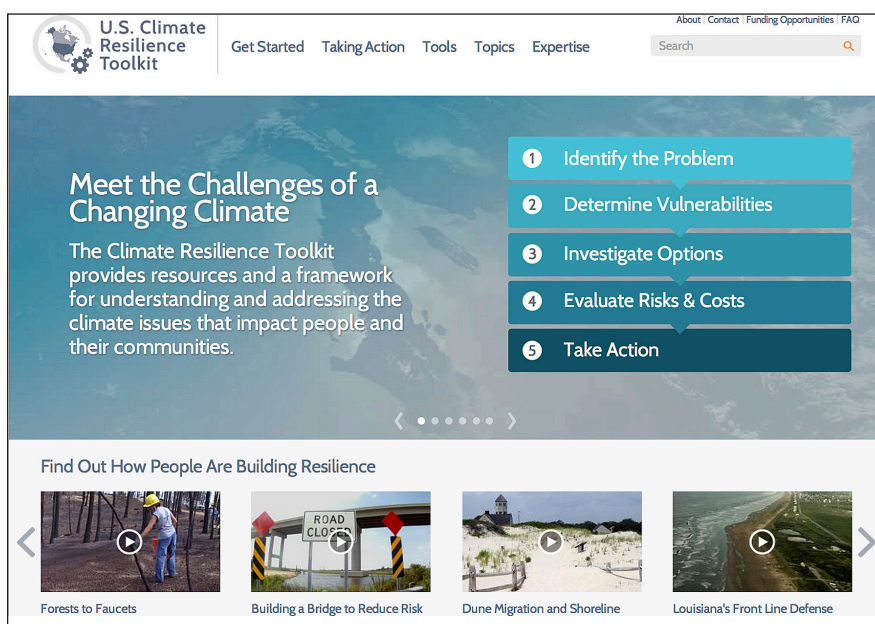 About | Contact | Funding Opportunities | FAQ
U.S. Climate
Resilience
Toolkit
Get Started Taking Action Tools Topics Expertise
Search
Meet the Challenges of a
Changing Climate
The Climate Resilience Toolkit
provides resources and a framework
for understanding and addressing the
climate issues that impact people and
their communities.
1 Identify the Problem
2 Determine Vulnerabilities
3 Investigate Options
4 Evaluate Risks & Costs
5 Take Action
Find Out How People Are Building Resilience
ROAD
CLOSED
Forests to Faucets
Building a Bridge to Reduce Risk
Dune Migration and Shoreline
Louisiana's Front Line Defense